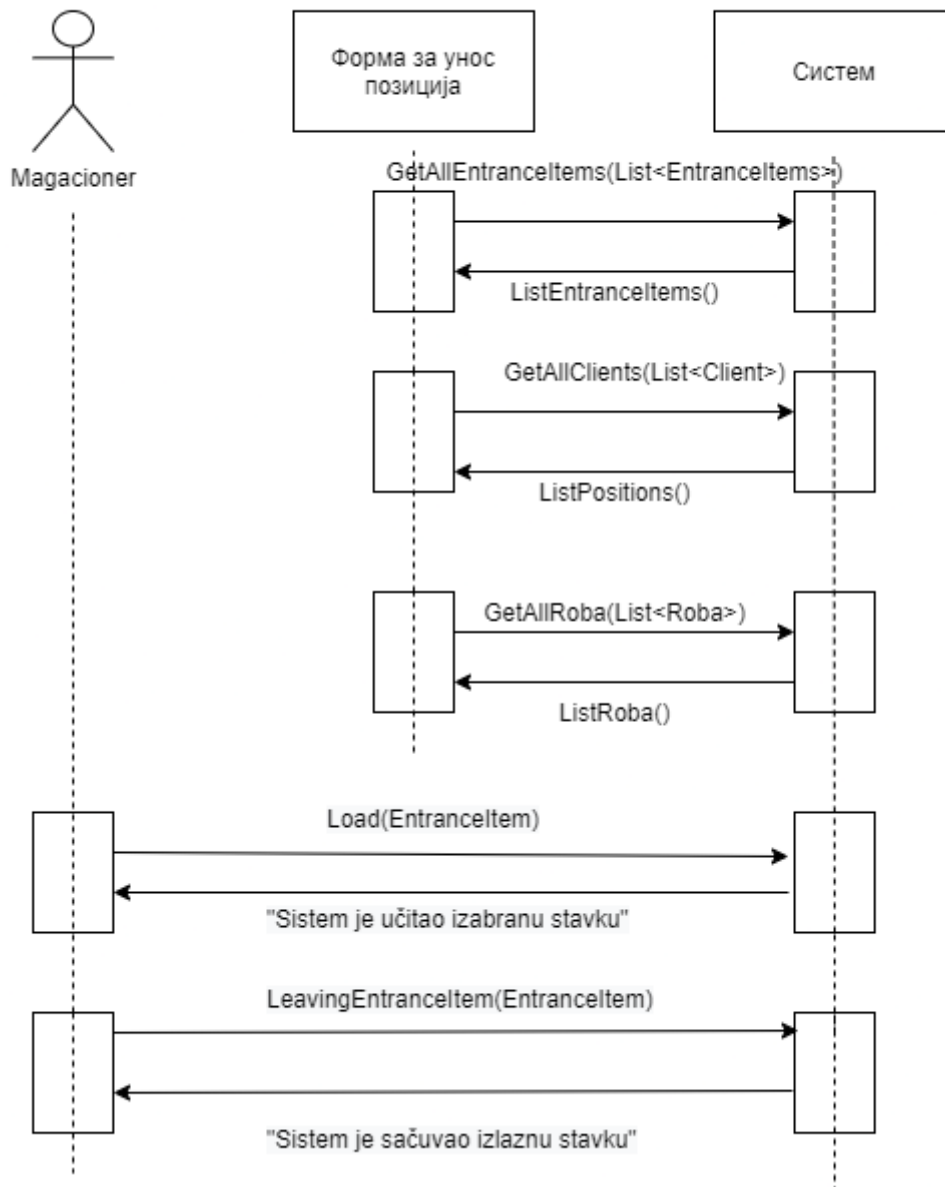 Форма за унос
позиција
Систем
Magacioner
GetAllEntranceItems(List<EntranceItems>)
ListEntranceItems()
GetAllClients(List<Client>)
ListPositions()
GetAllRoba(List<Roba>)
ListRoba()
Load(EntranceItem)
"Sistem je učitao izabranu stavku"
LeavingEntranceItem(EntranceItem)
"Sistem je sačuvao izlaznu stavku"